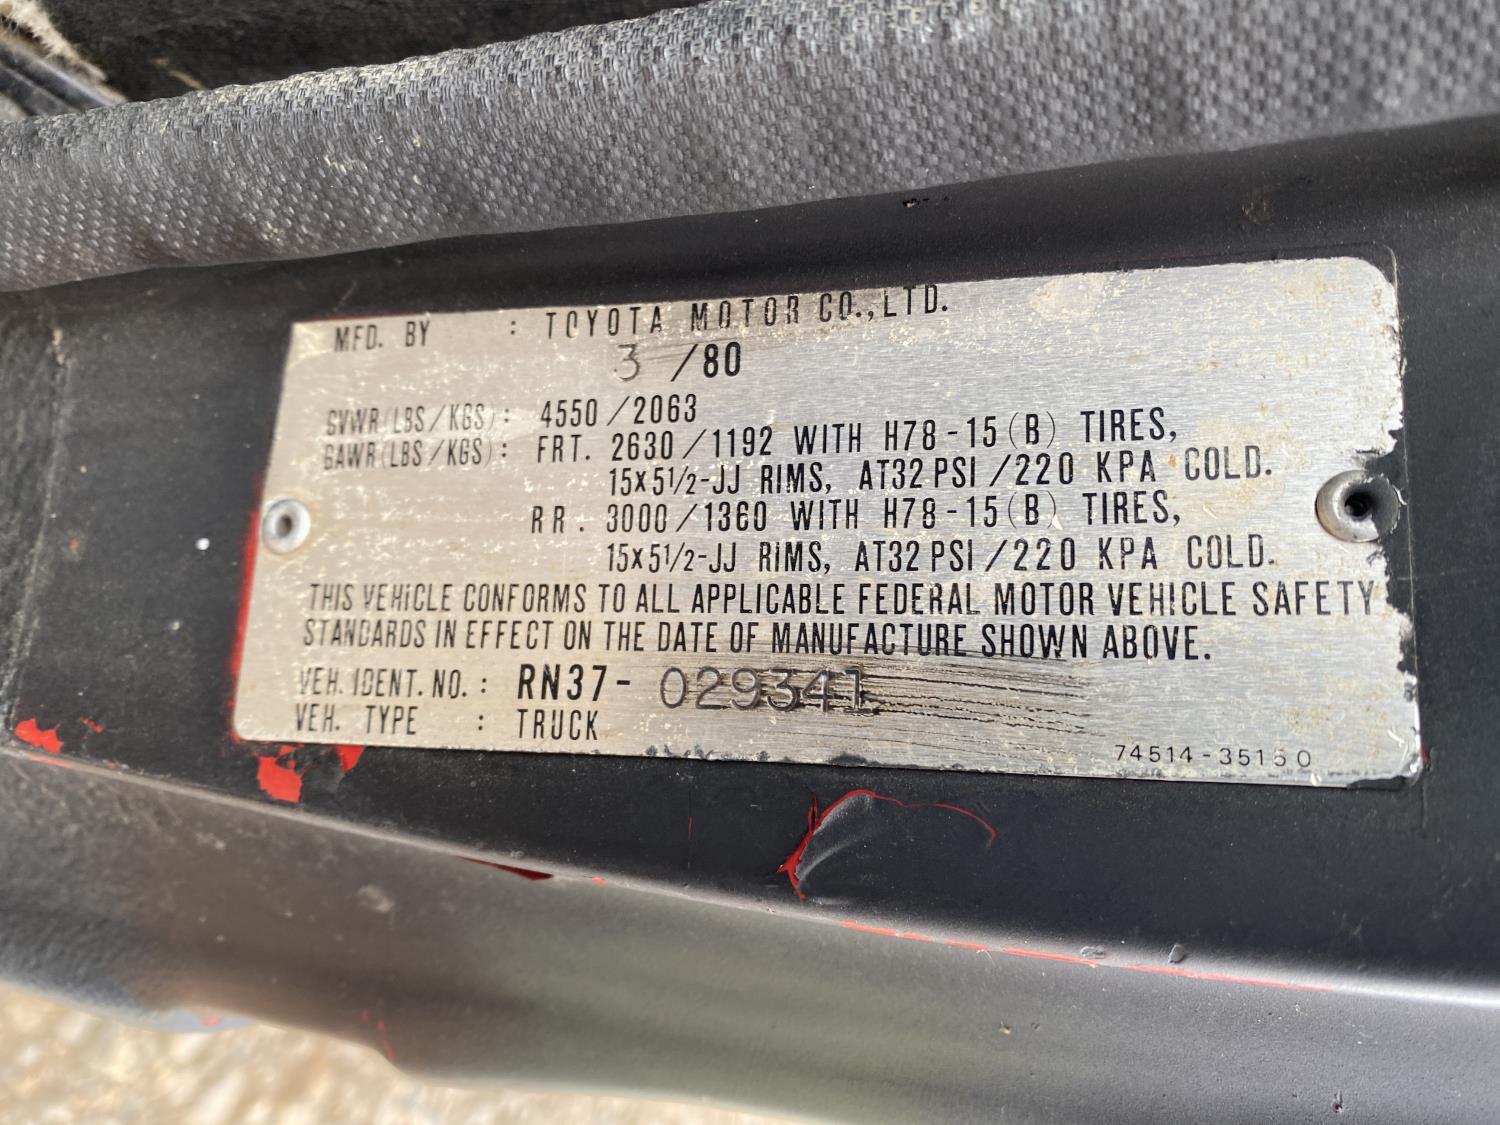 MFD. BY : TOYOTA MOTOR CO.,LTD.
3 /80
GVWR(LBS/KGS): 4550/2063
GAWR(LBS/KGS): FRT. 2630/1192 WITH H78-15(B) TIRES,
15x5 1/2-JJ RIMS, AT32 PSI/220 KPA COLD.
RR. 3000/1360 WITH H78-15(B) TIRES,
15x5 1/2-JJ RIMS, AT32 PSI/220 KPA COLD.
THIS VEHICLE CONFORMS TO ALL APPLICABLE FEDERAL MOTOR VEHICLE SAFETY
STANDARDS IN EFFECT ON THE DATE OF MANUFACTURE SHOWN ABOVE.
VEH. IDENT. NO. : RN37- 029341
VEH. TYPE : TRUCK
74514-35150